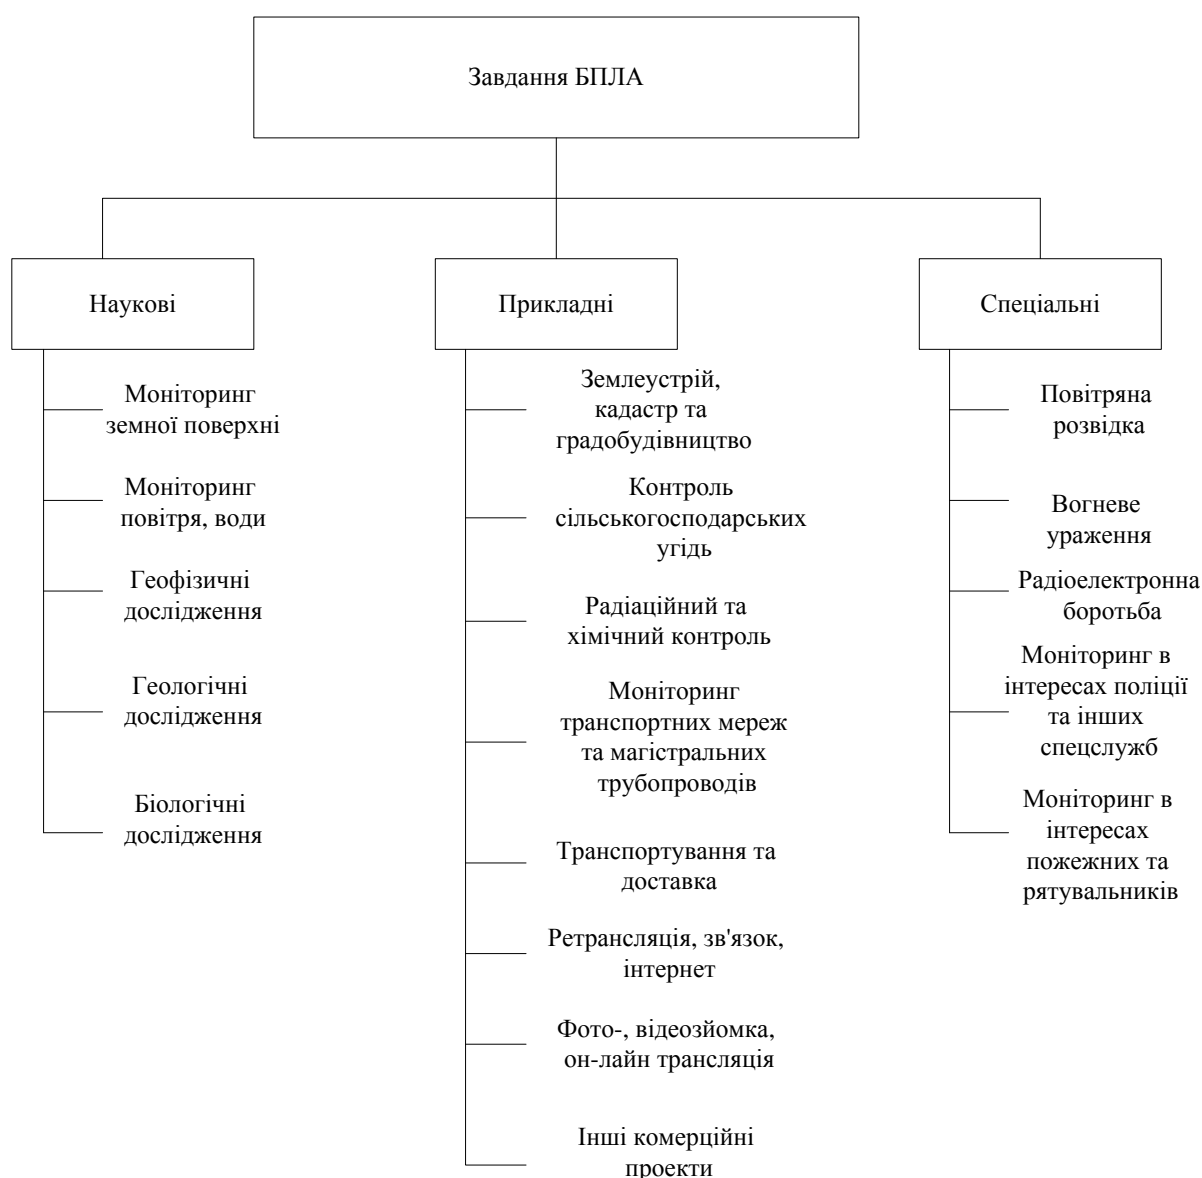 Завдання БПЛА
Наукові
Моніторинг
земної поверхні
Моніторинг
повітря, води
Геофізичні
дослідження
Геологічні
дослідження
Біологічні
дослідження
Прикладні
Землеустрій,
кадастр та
градобудівництво
Контроль
сільськогосподарських
угідь
Радіаційний та
хімічний контроль
Моніторинг
транспортних мереж
та магістральних
трубопроводів
Транспортування та
доставка
Ретрансляція, зв'язок,
інтернет
Фото-, відеозйомка,
он-лайн трансляція
Інші комерційні
проекти
Спеціальні
Повітряна
розвідка
Вогневе
ураження
Радіоелектронна
боротьба
Моніторинг в
інтересах поліції
та інших
спецслужб
Моніторинг в
інтересах
пожежних та
рятувальників